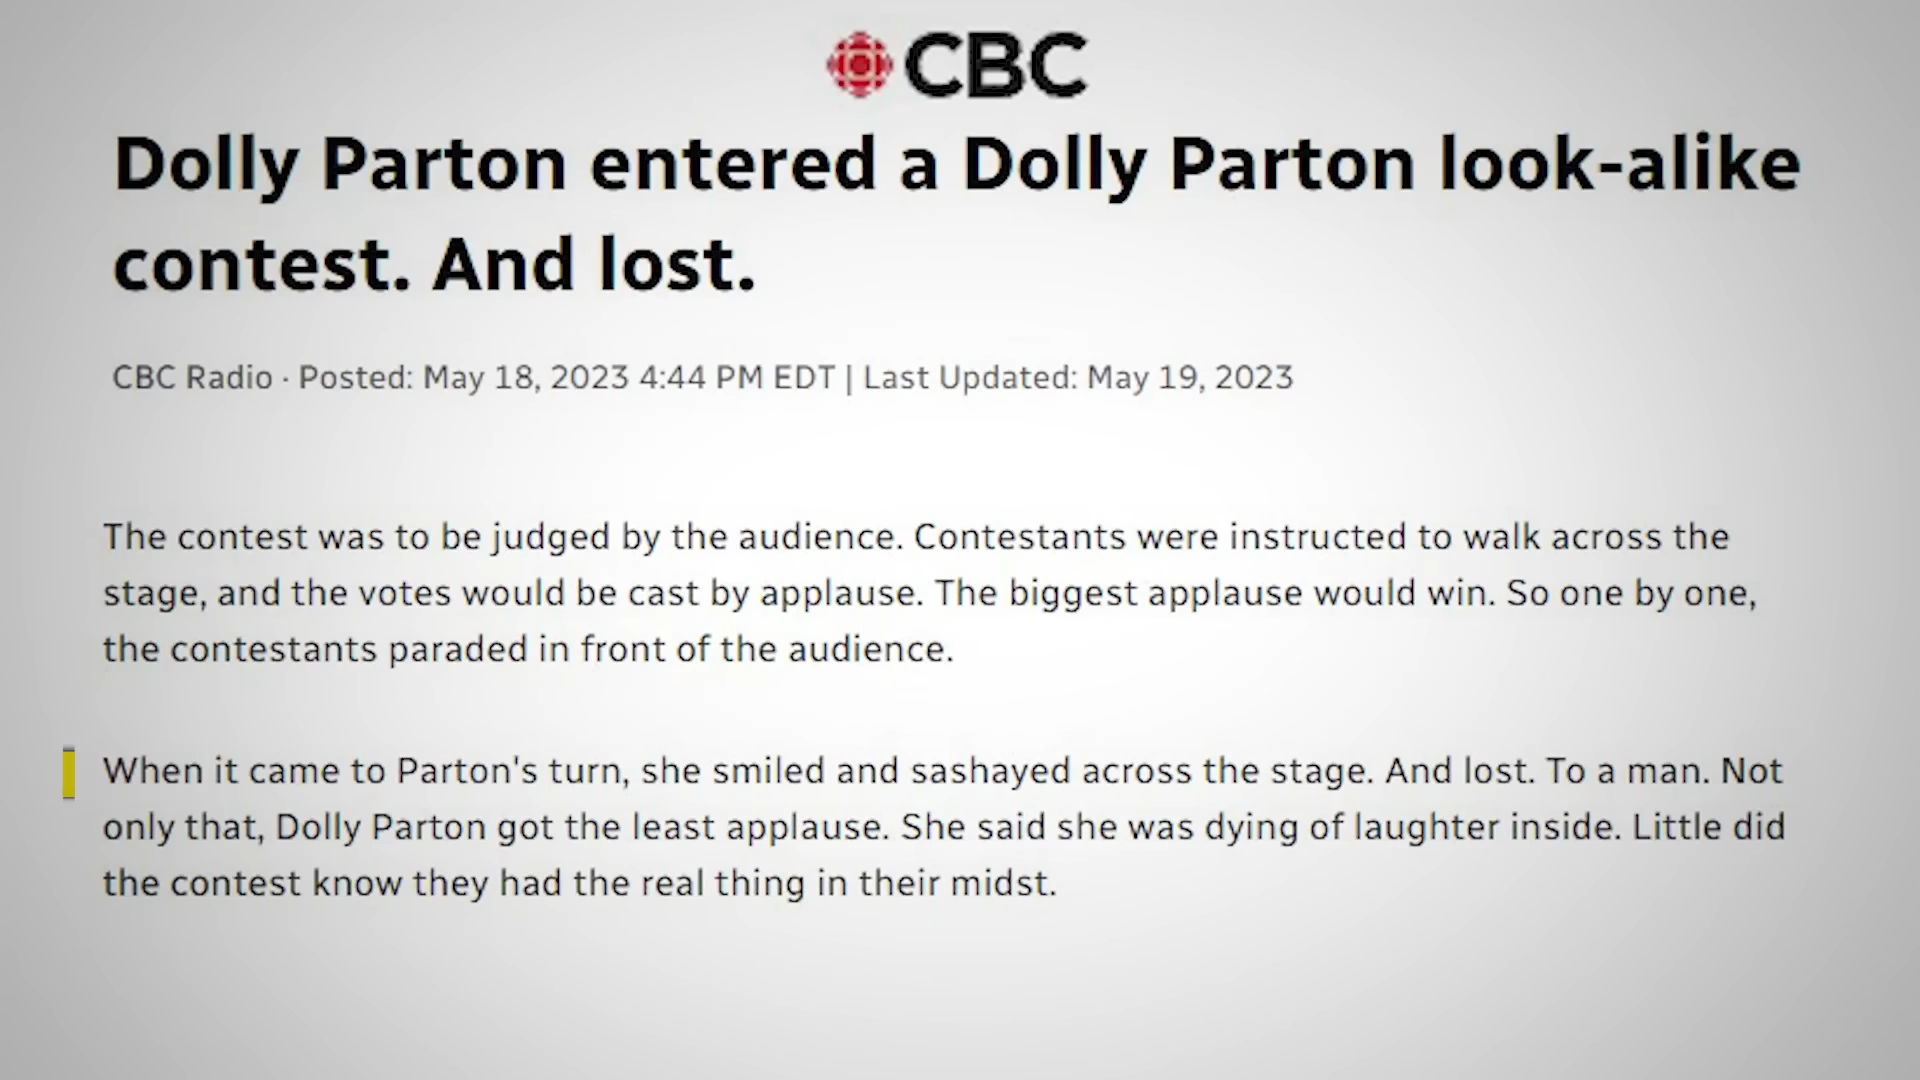 CBC
Dolly Parton entered a Dolly Parton look-alike
contest. And lost.
CBC Radio · Posted: May 18, 2023 4:44 PM EDT | Last Updated: May 19, 2023
The contest was to be judged by the audience. Contestants were instructed to walk across the
stage, and the votes would be cast by applause. The biggest applause would win. So one by one,
the contestants paraded in front of the audience.
When it came to Parton's turn, she smiled and sashayed across the stage. And lost. To a man. Not
only that, Dolly Parton got the least applause. She said she was dying of laughter inside. Little did
the contest know they had the real thing in their midst.